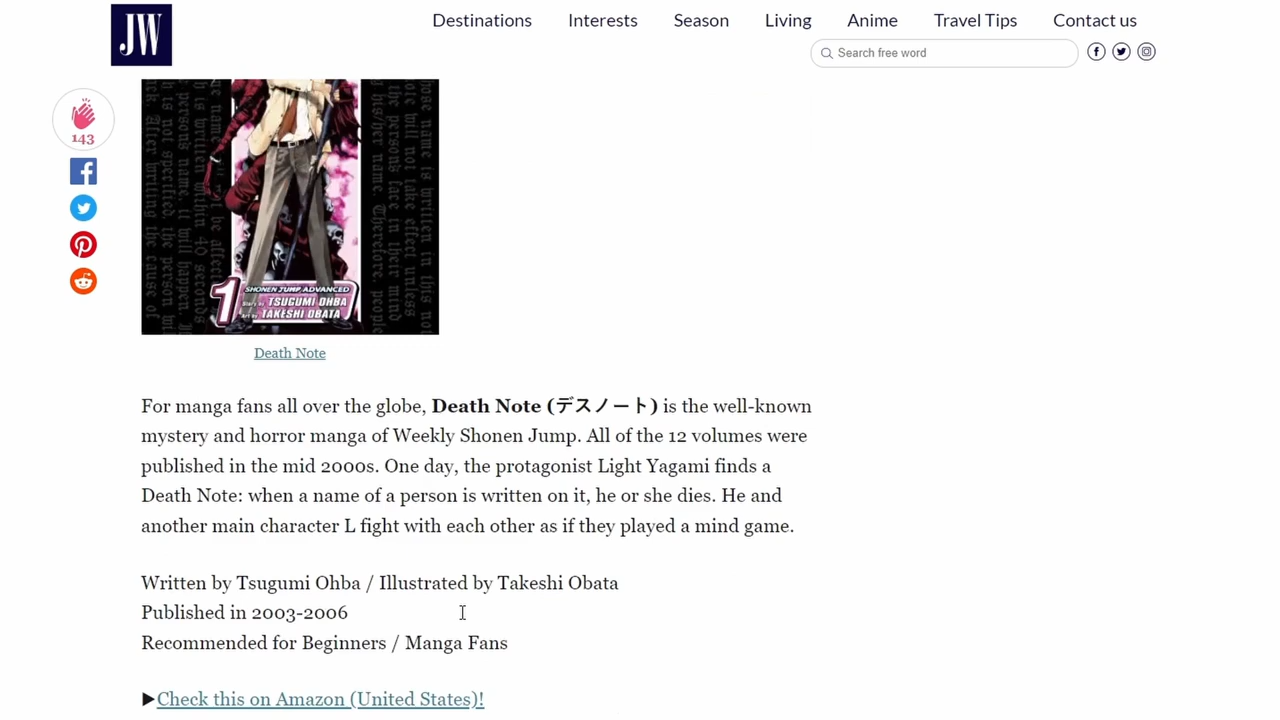 JW
Destinations Interests Season Living Anime Travel Tips Contact us
Search free word
143
1
SHONEN JUMP ADVANCED
Story by TSUGUMI OHBA
Art by TAKESHI OBATA
Death Note
For manga fans all over the globe, Death Note (デスノート) is the well-known
mystery and horror manga of Weekly Shonen Jump. All of the 12 volumes were
published in the mid 2000s. One day, the protagonist Light Yagami finds a
Death Note: when a name of a person is written on it, he or she dies. He and
another main character L fight with each other as if they played a mind game.
Written by Tsugumi Ohba / Illustrated by Takeshi Obata
Published in 2003-2006
Recommended for Beginners / Manga Fans
▶Check this on Amazon (United States)!